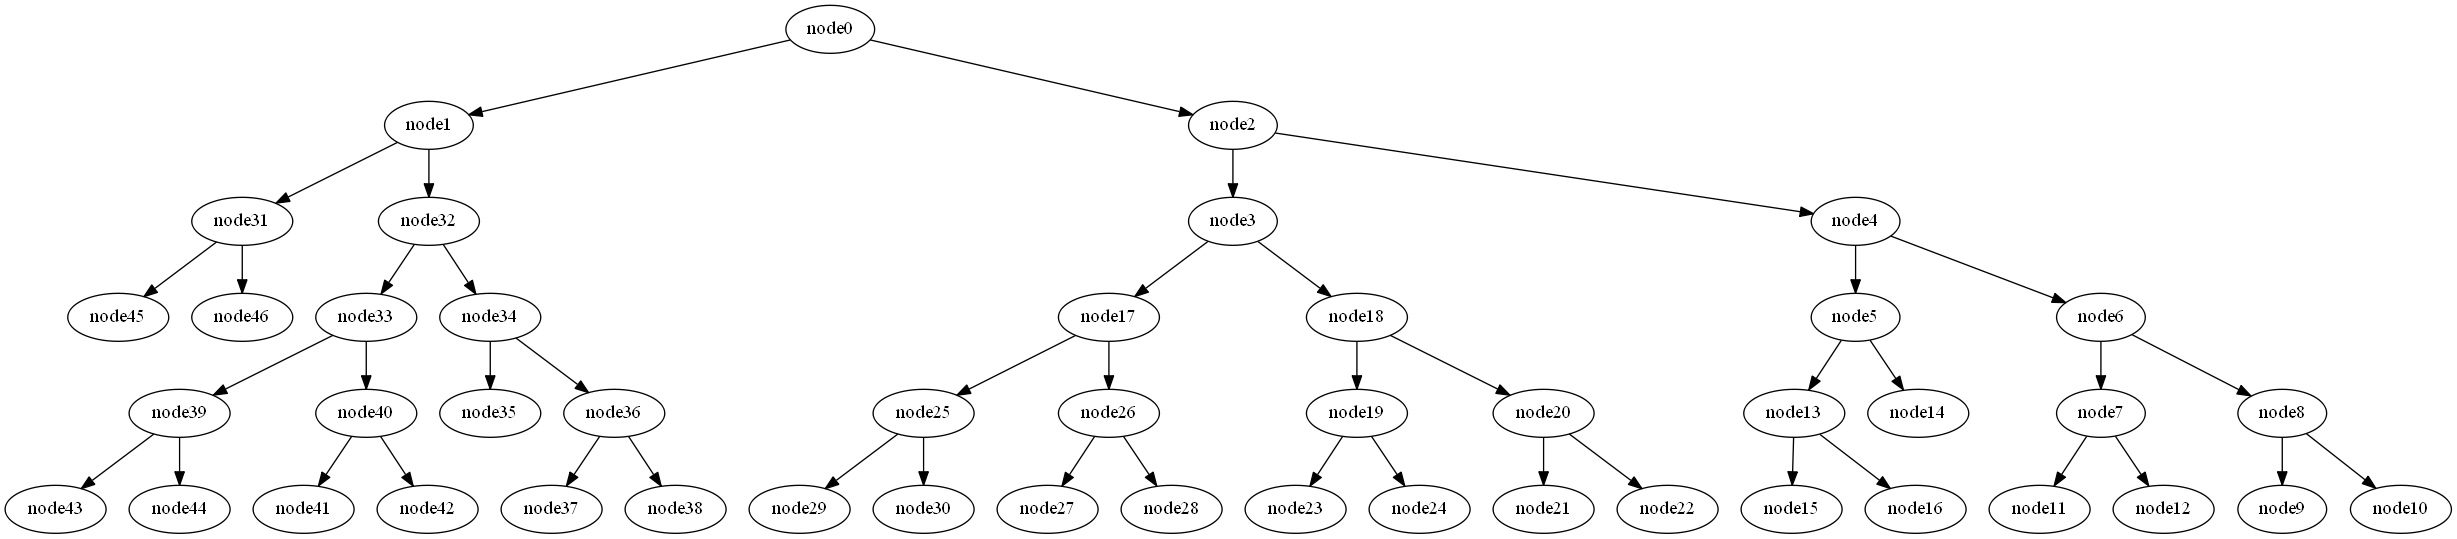 node0
node1 node2
node31 node32 node3 node4
node45 node46 node33 node34 node17 node18 node5 node6
node39 node40 node35 node36 node25 node26 node19 node20 node13 node14 node7 node8
node43 node44 node41 node42 node37 node38 node29 node30 node27 node28 node23 node24 node21 node22 node15 node16 node11 node12 node9 node10